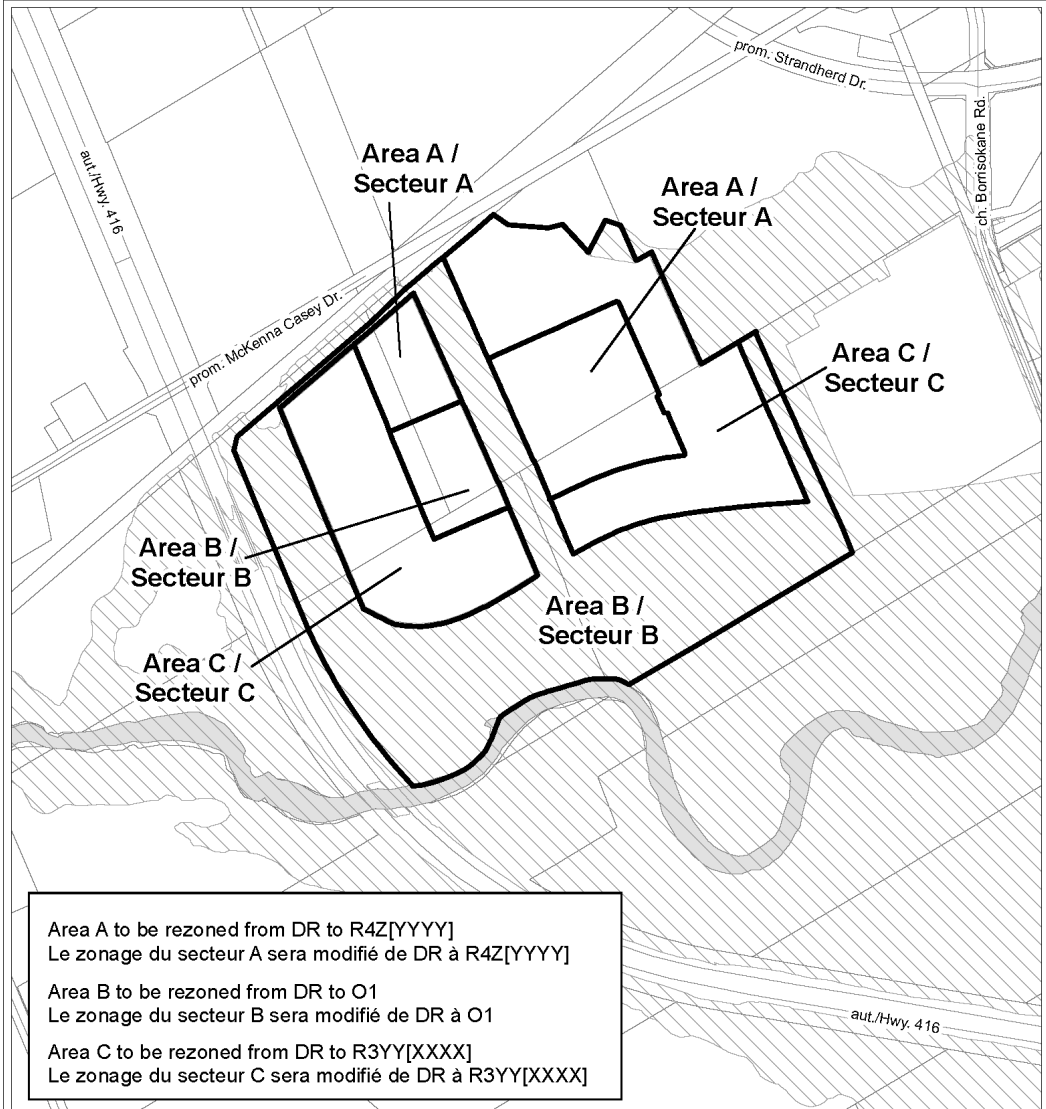 prom. Strandherd Dr.
ch. Borrisokane Rd.
aut./Hwy. 416
Area A /
Secteur A
Area A /
Secteur A
prom. McKenna Casey Dr.
Area C /
Secteur C
Area B /
Secteur B
Area B /
Secteur B
Area C /
Secteur C
Area A to be rezoned from DR to R4Z[YYYY]
Le zonage du secteur A sera modifié de DR à R4Z[YYYY]
Area B to be rezoned from DR to O1
Le zonage du secteur B sera modifié de DR à O1
Area C to be rezoned from DR to R3YY[XXXX]
Le zonage du secteur C sera modifié de DR à R3YY[XXXX]
aut./Hwy. 416